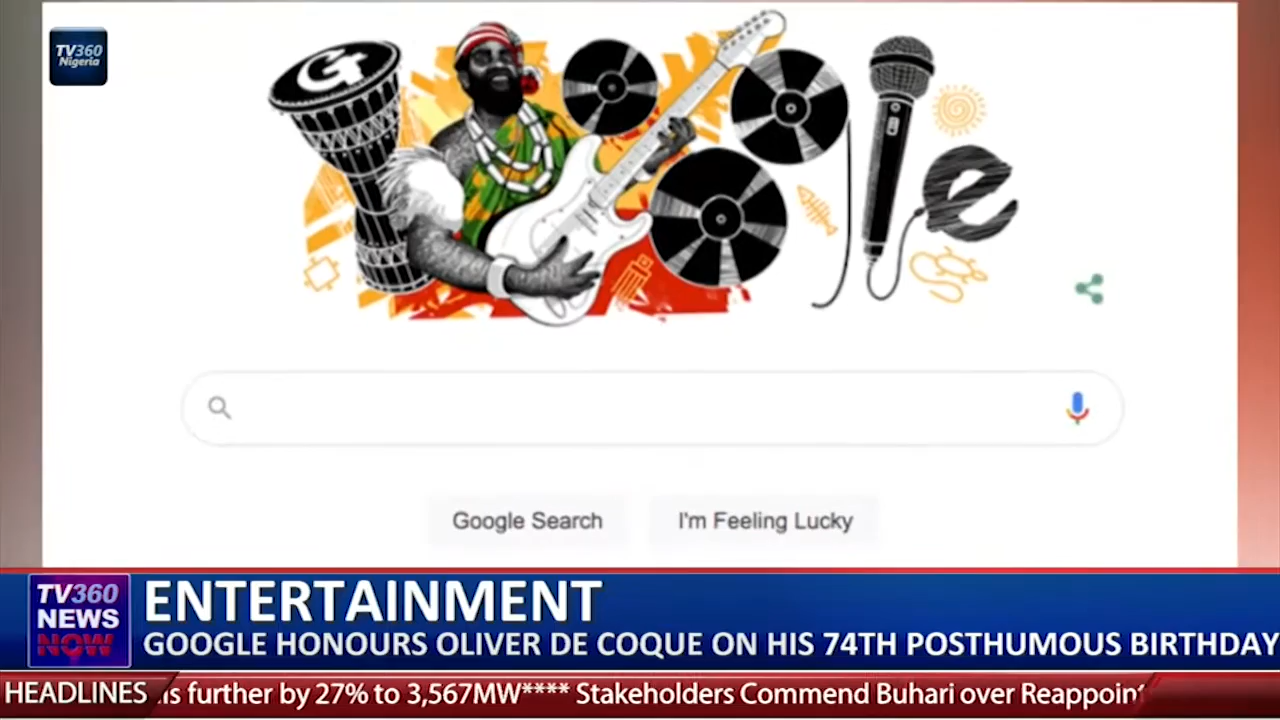 TV360
Nigeria
G
e
Google Search
I'm Feeling Lucky
TV360
NEWS
NOW
ENTERTAINMENT
GOOGLE HONOURS OLIVER DE COQUE ON HIS 74TH POSTHUMOUS BIRTHDAY
HEADLINES
s further by 27% to 3,567MW**** Stakeholders Commend Buhari over Reappoin